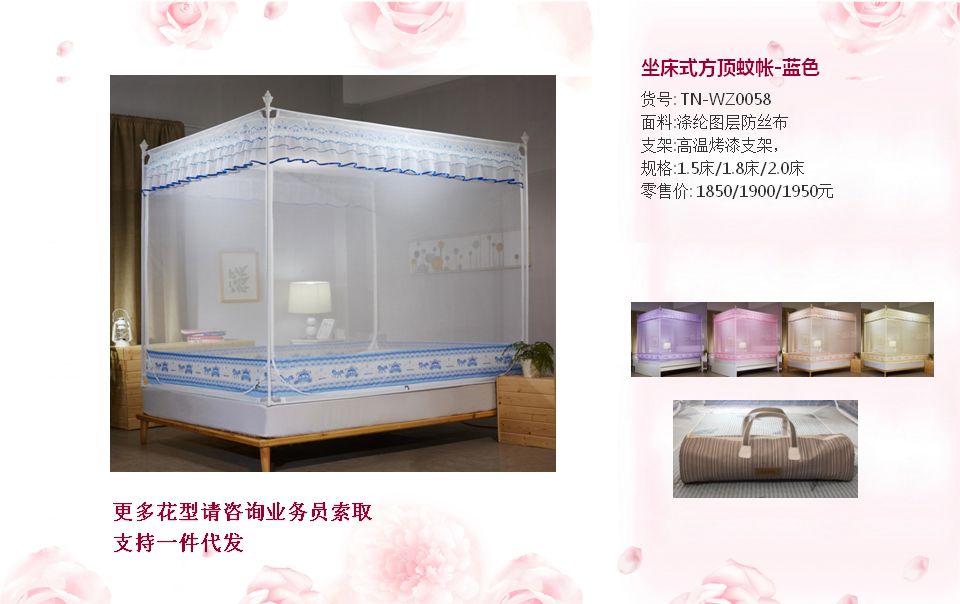 坐床式方顶蚊帐-蓝色
货号: TN-WZ0058
面料:涤纶图层防丝布
支架:高温烤漆支架，
规格:1.5床/1.8床/2.0床
零售价: 1850/1900/1950元
更多花型请咨询业务员索取
支持一件代发